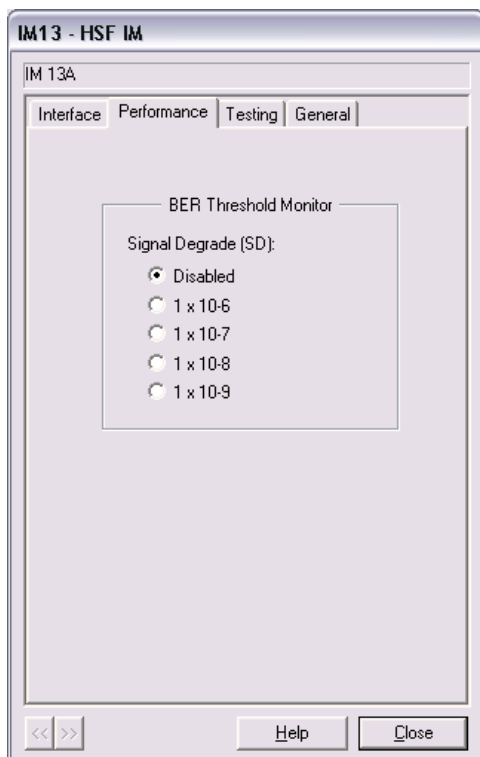 IM13 - HSF IM
IM 13A
Interface Performance Testing General
BER Threshold Monitor
Signal Degrade (SD):
Disabled
1 x 10-6
1 x 10-7
1 x 10-8
1 x 10-9
<< >> Help Close